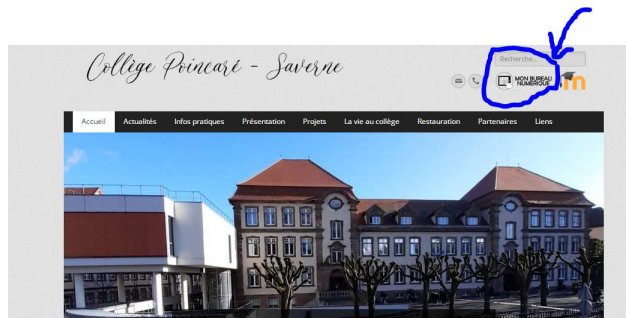 Collège Poincaré - Saverne
Recherche...
MON BUREAU
NUMÉRIQUE
m
Accueil Actualités Infos pratiques Présentation Projets La vie au collège Restauration Partenaires Liens